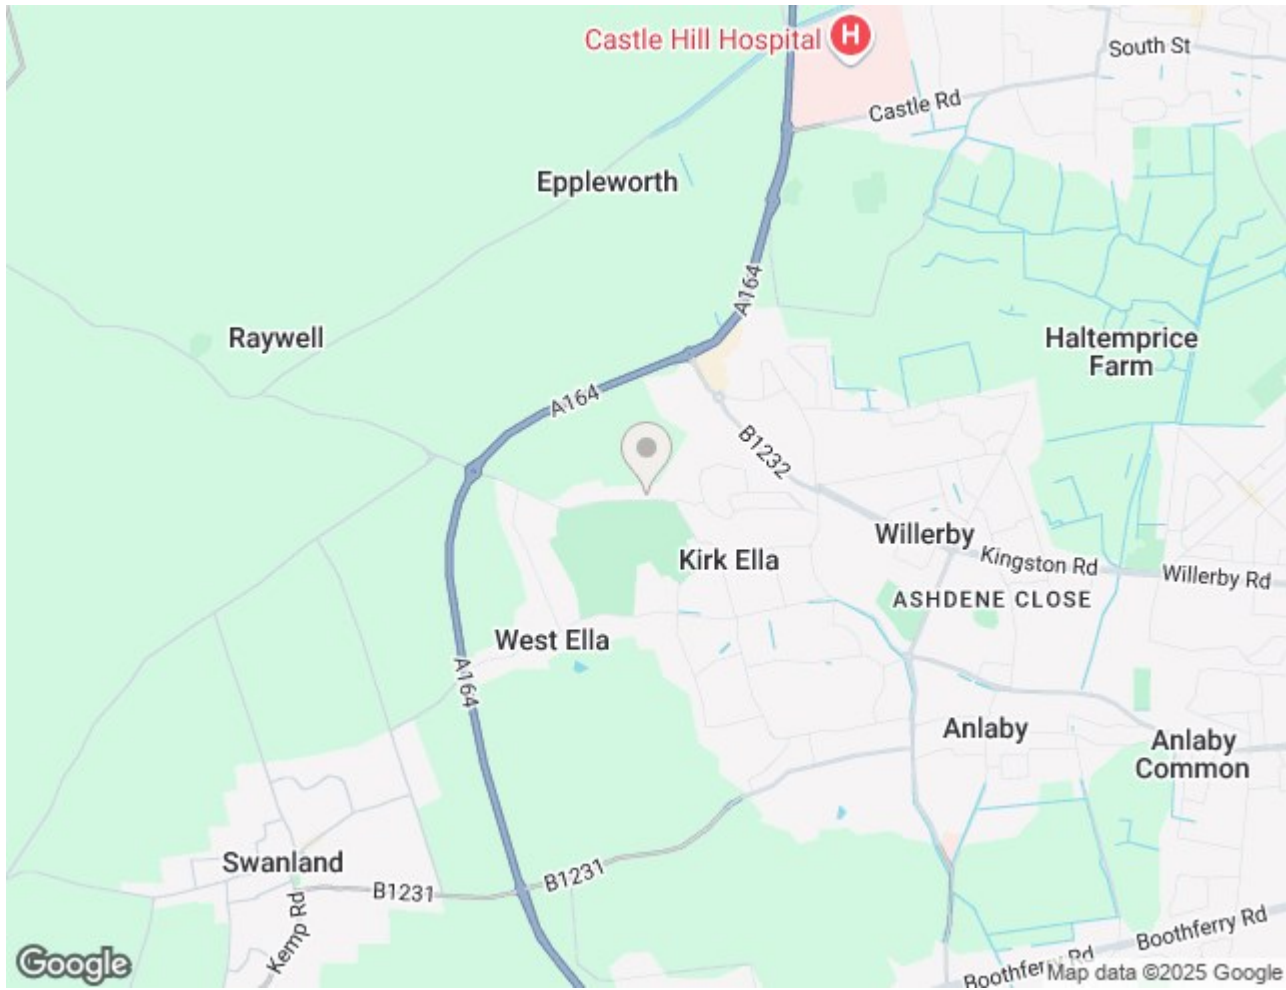 Castle Hill Hospital
H
South St
Castle Rd
Eppleworth
A164
Raywell
Haltemprice
Farm
A164
B1232
Willerby
Kingston Rd
Willerby Rd
Kirk Ella
ASHDENE CLOSE
West Ella
A164
Anlaby
Anlaby
Common
Swanland
B1231
B1231
Kemp Rd
Boothferry Rd
Boothferry Rd
Google
Map data ©2025 Google